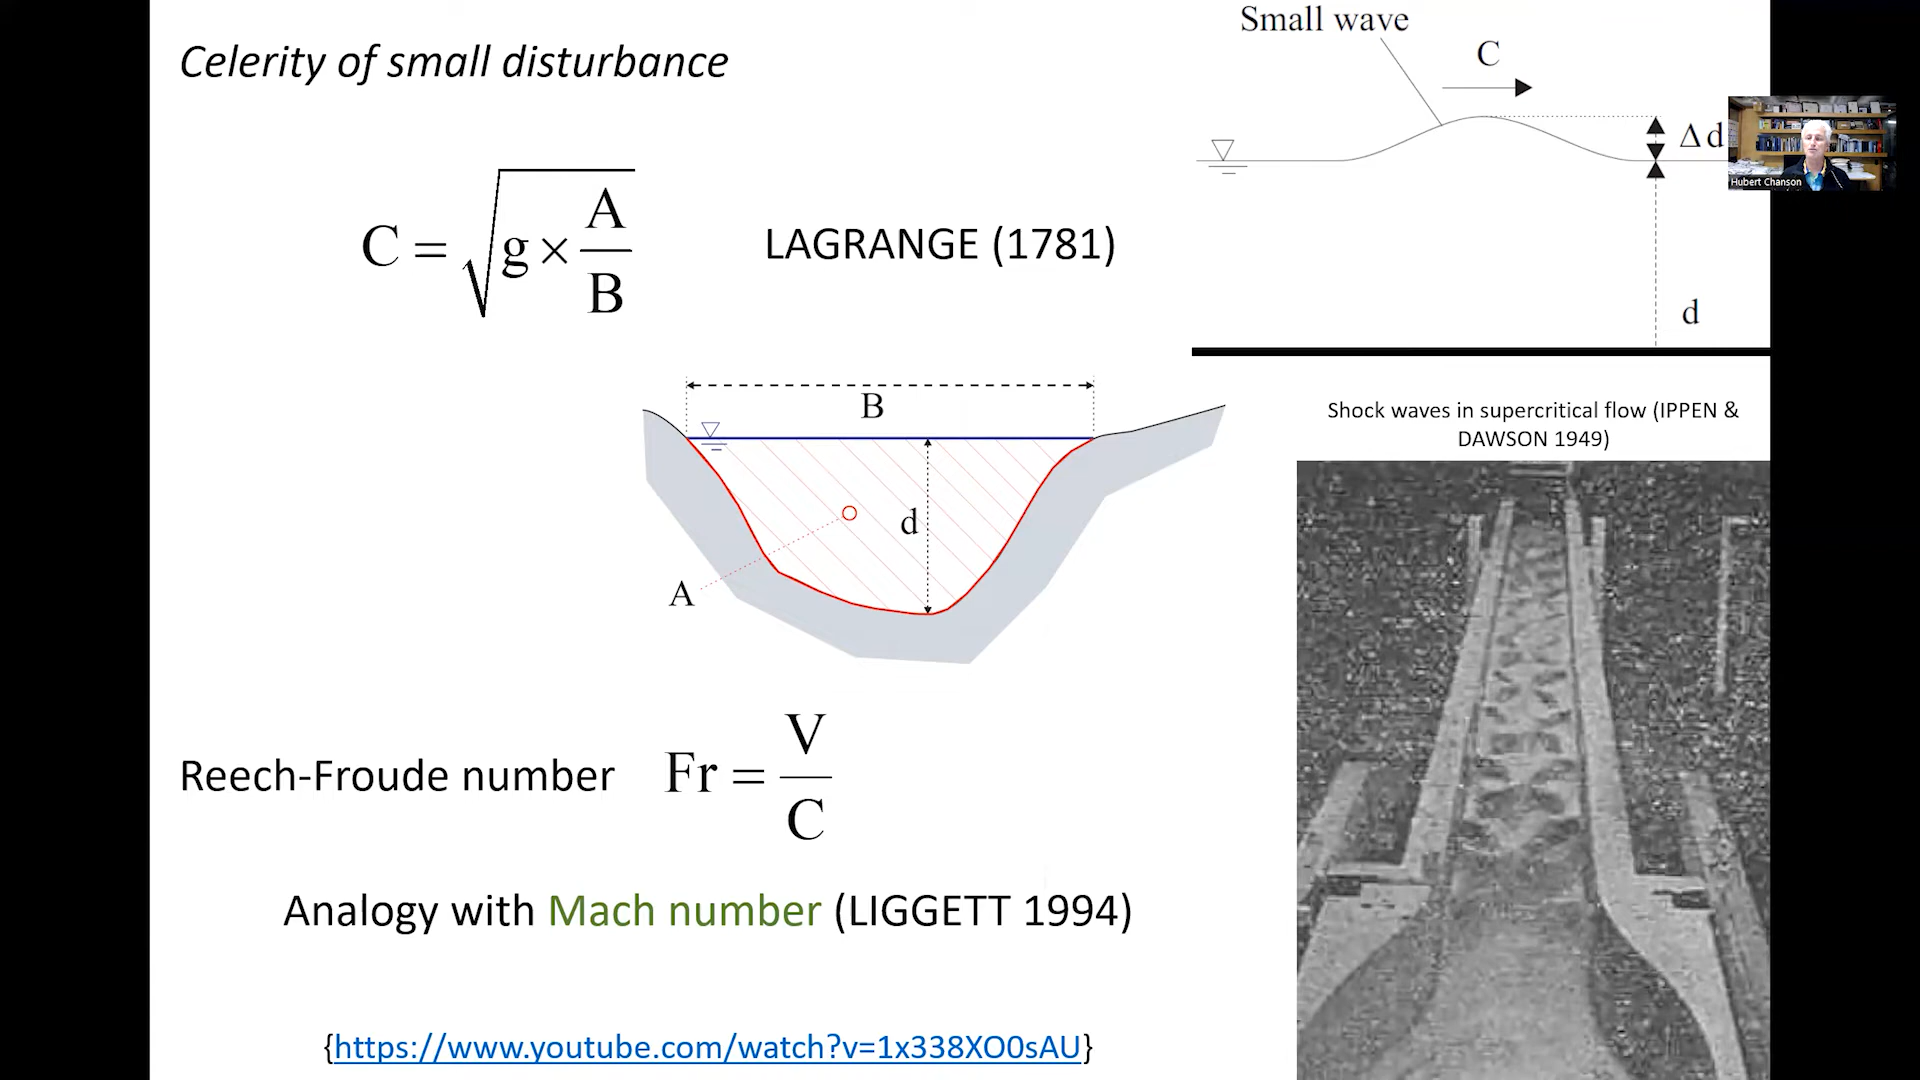 Celerity of small disturbance
Small wave
C
Δd
Hubert Chanson
C = √g × A/B
LAGRANGE (1781)
d
B
d
A
Shock waves in supercritical flow (IPPEN &
DAWSON 1949)
Reech-Froude number Fr = V/C
Analogy with Mach number (LIGGETT 1994)
{https://www.youtube.com/watch?v=1x338XO0sAU}